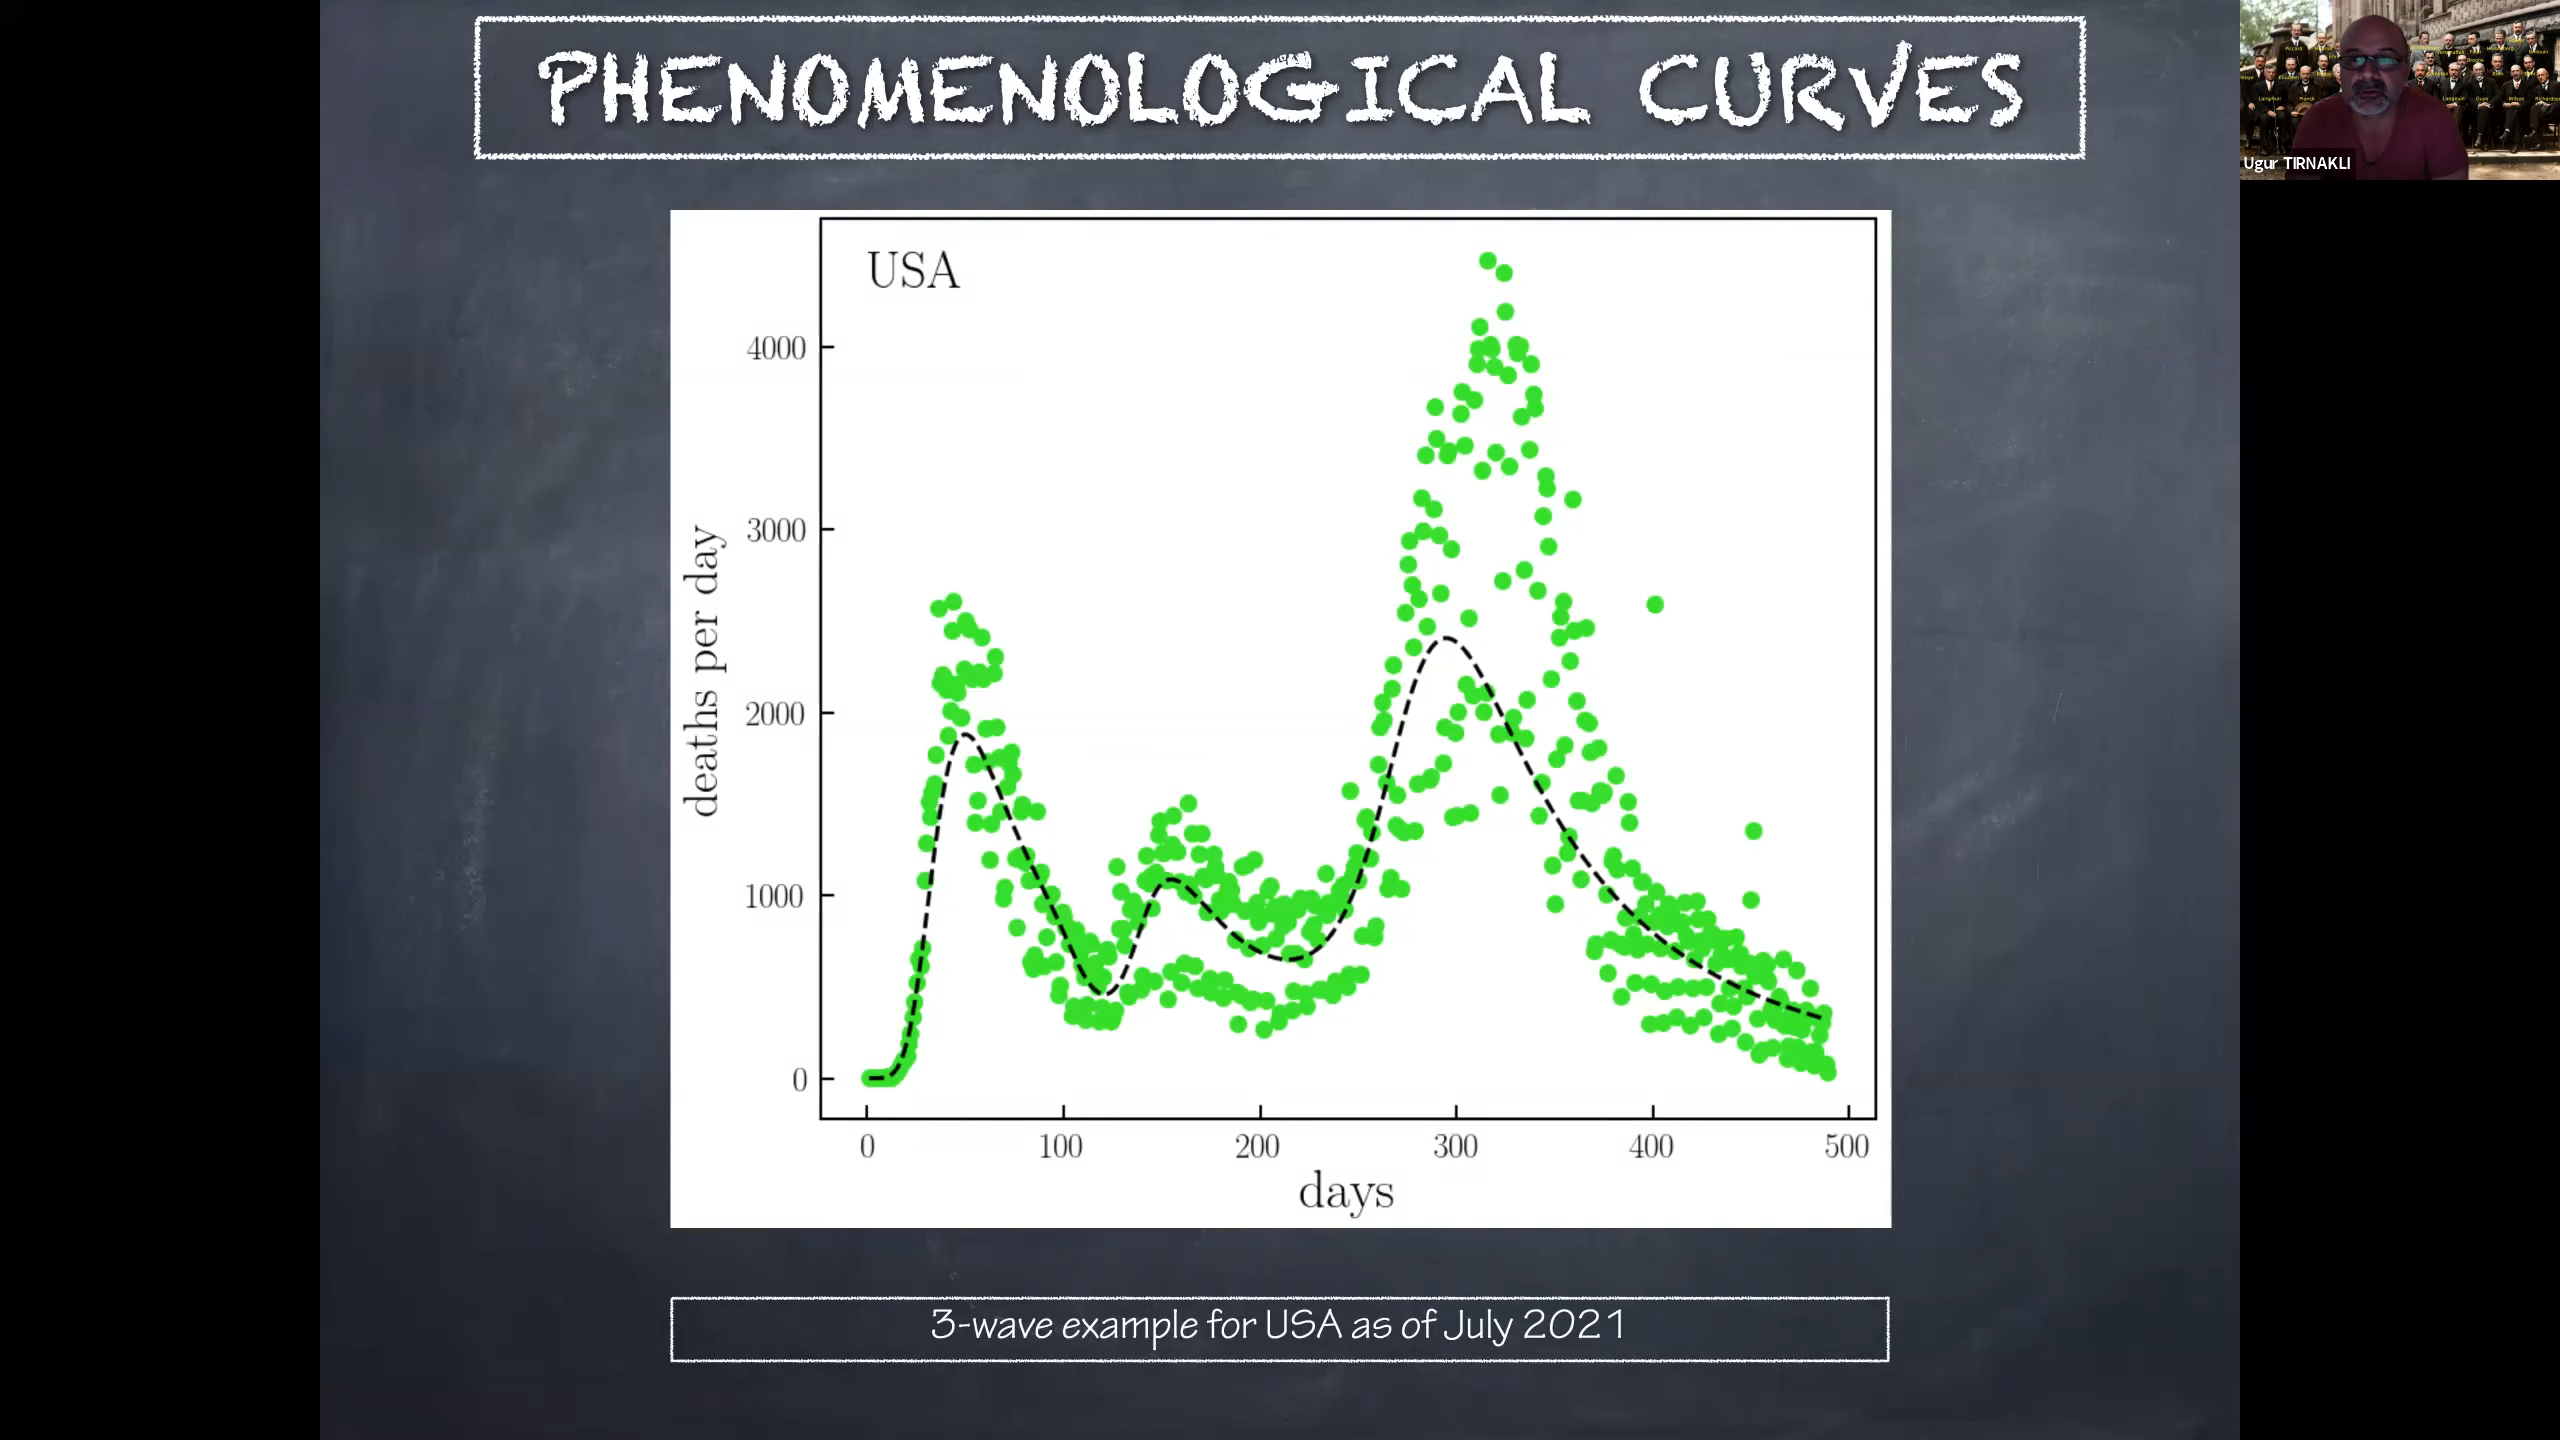 PHENOMENOLOGICAL CURVES
Ugur TIRNAKLI
USA
deaths per day
4000
3000
2000
1000
0
0 100 200 300 400 500
days
3-wave example for USA as of July 2021